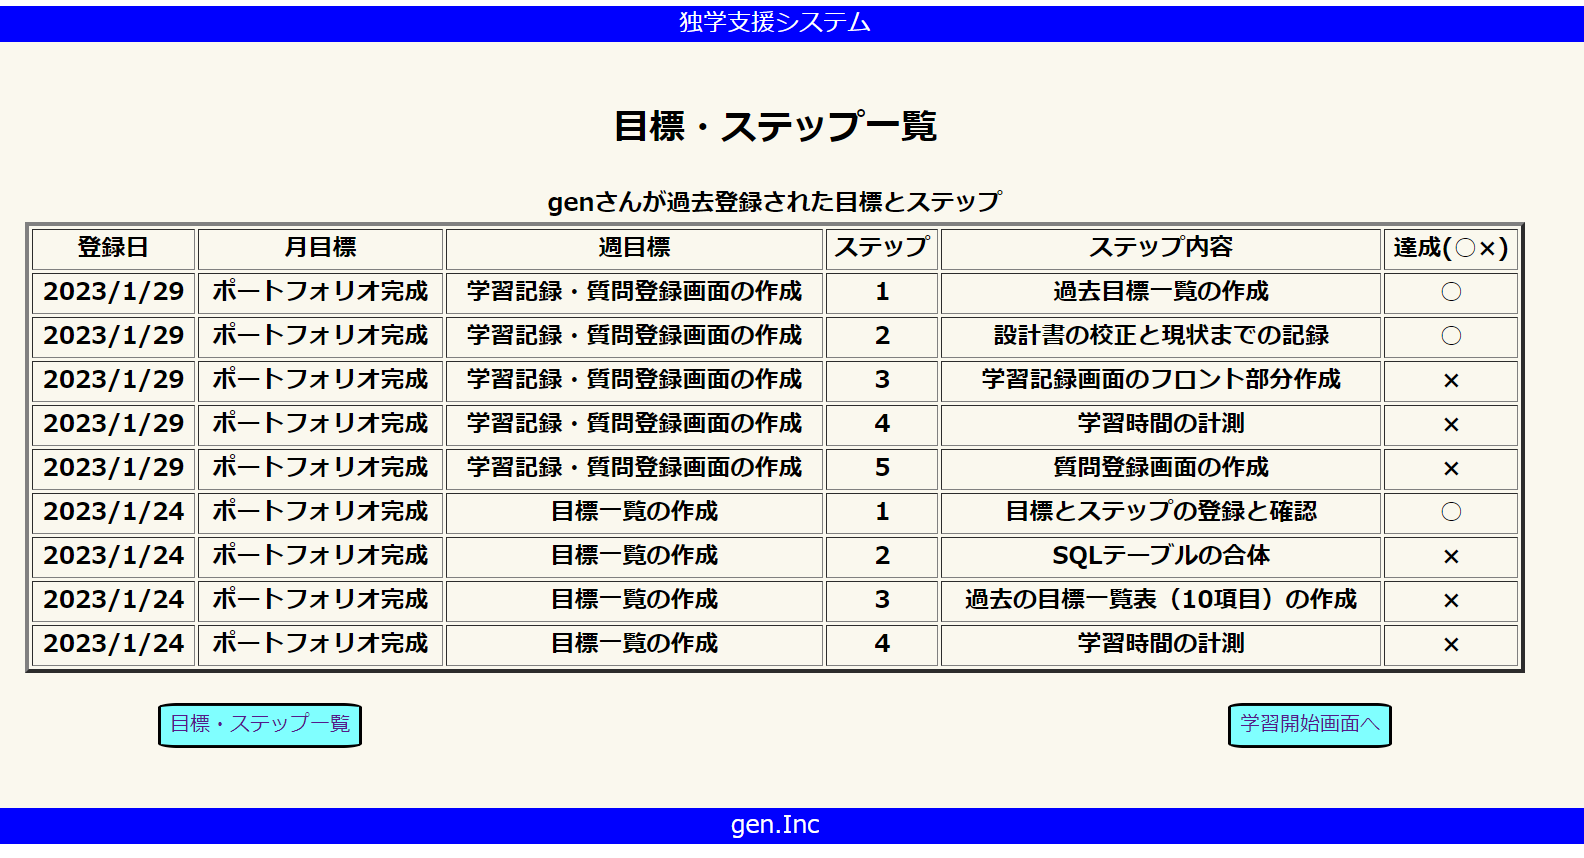 独学支援システム
目標・ステップ一覧
genさんが過去登録された目標とステップ
登録日 月目標 週目標 ステップ ステップ内容 達成(〇×)
2023/1/29 ポートフォリオ完成 学習記録・質問登録画面の作成 1 過去目標一覧の作成 〇
2023/1/29 ポートフォリオ完成 学習記録・質問登録画面の作成 2 設計書の校正と現状までの記録 〇
2023/1/29 ポートフォリオ完成 学習記録・質問登録画面の作成 3 学習記録画面のフロント部分作成 ×
2023/1/29 ポートフォリオ完成 学習記録・質問登録画面の作成 4 学習時間の計測 ×
2023/1/29 ポートフォリオ完成 学習記録・質問登録画面の作成 5 質問登録画面の作成 ×
2023/1/24 ポートフォリオ完成 目標一覧の作成 1 目標とステップの登録と確認 〇
2023/1/24 ポートフォリオ完成 目標一覧の作成 2 SQLテーブルの合体 ×
2023/1/24 ポートフォリオ完成 目標一覧の作成 3 過去の目標一覧表（10項目）の作成 ×
2023/1/24 ポートフォリオ完成 目標一覧の作成 4 学習時間の計測 ×
目標・ステップ一覧 学習開始画面へ
gen.Inc